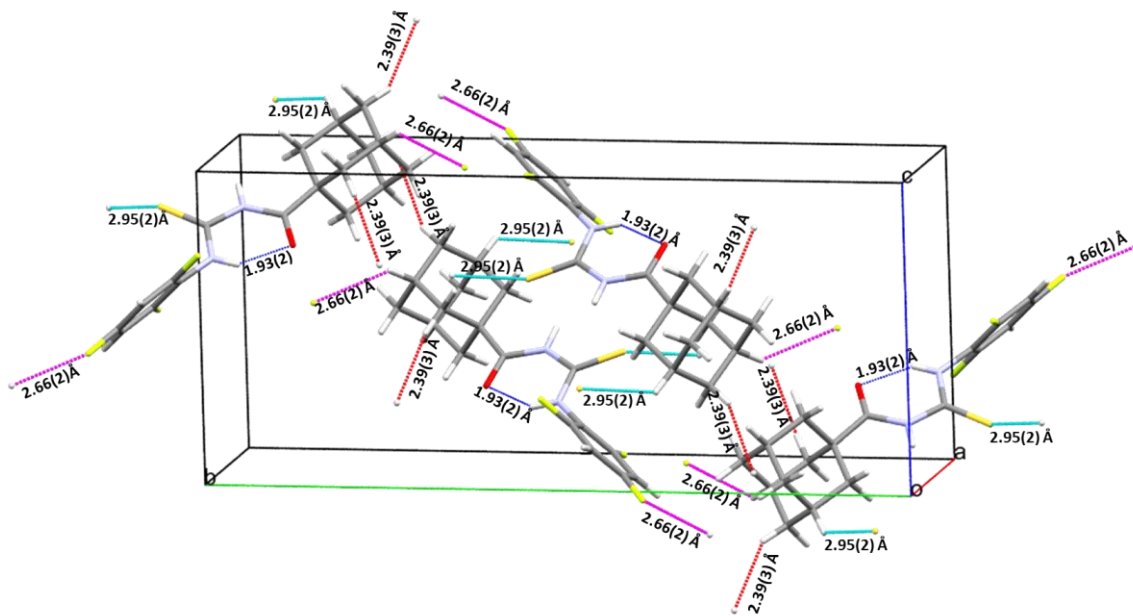 2.39(3) Å
2.95(2) Å
2.66(2) Å
2.66(2) Å
c
2.95(2) Å
2.39(3) Å
2.39(3) Å
1.93(2)
1.93(2) Å
2.39(3) Å
2.66(2) Å
2.95(2) Å
2.95(2) Å
2.66(2) Å
2.66(2) Å
2.66(2) Å
2.39(3) Å
1.93(2) Å
1.93(2) Å
2.95(2) Å
2.39(3) Å
2.39(3) Å
2.95(2) Å
a
b
o
2.66(2) Å
2.66(2) Å
2.95(2) Å
2.39(3) Å